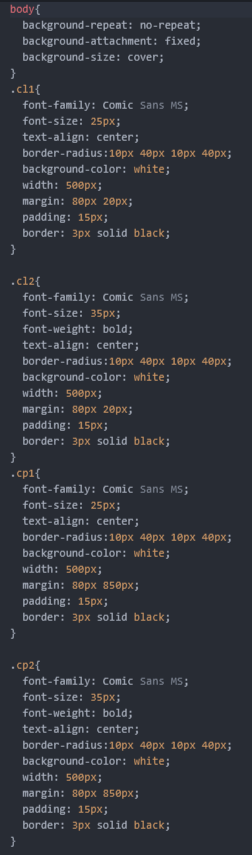 body{
background-repeat: no-repeat;
background-attachment: fixed;
background-size: cover;
}
.cl1{
font-family: Comic Sans MS;
font-size: 25px;
text-align: center;
border-radius:10px 40px 10px 40px;
background-color: white;
width: 500px;
margin: 80px 20px;
padding: 15px;
border: 3px solid black;
}
.cl2{
font-family: Comic Sans MS;
font-size: 35px;
font-weight: bold;
text-align: center;
border-radius:10px 40px 10px 40px;
background-color: white;
width: 500px;
margin: 80px 20px;
padding: 15px;
border: 3px solid black;
}
.cp1{
font-family: Comic Sans MS;
font-size: 25px;
text-align: center;
border-radius:10px 40px 10px 40px;
background-color: white;
width: 500px;
margin: 80px 850px;
padding: 15px;
border: 3px solid black;
}
.cp2{
font-family: Comic Sans MS;
font-size: 35px;
font-weight: bold;
text-align: center;
border-radius:10px 40px 10px 40px;
background-color: white;
width: 500px;
margin: 80px 850px;
padding: 15px;
border: 3px solid black;
}